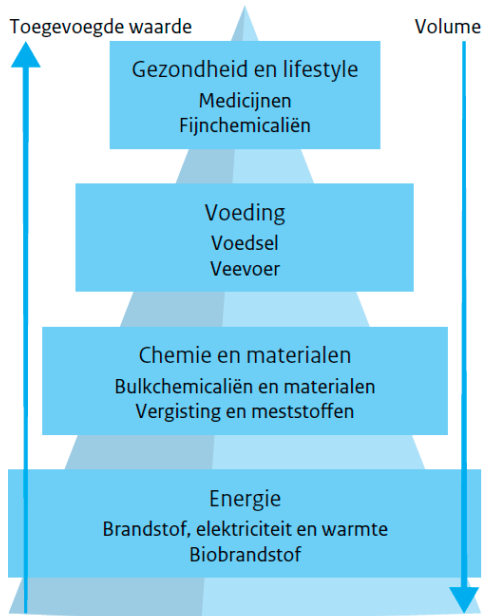 Toegevoegde waarde
Volume
Gezondheid en lifestyle
Medicijnen
Fijnchemicaliën
Voeding
Voedsel
Veevoer
Chemie en materialen
Bulkchemicaliën en materialen
Vergisting en meststoffen
Energie
Brandstof, elektriciteit en warmte
Biobrandstof